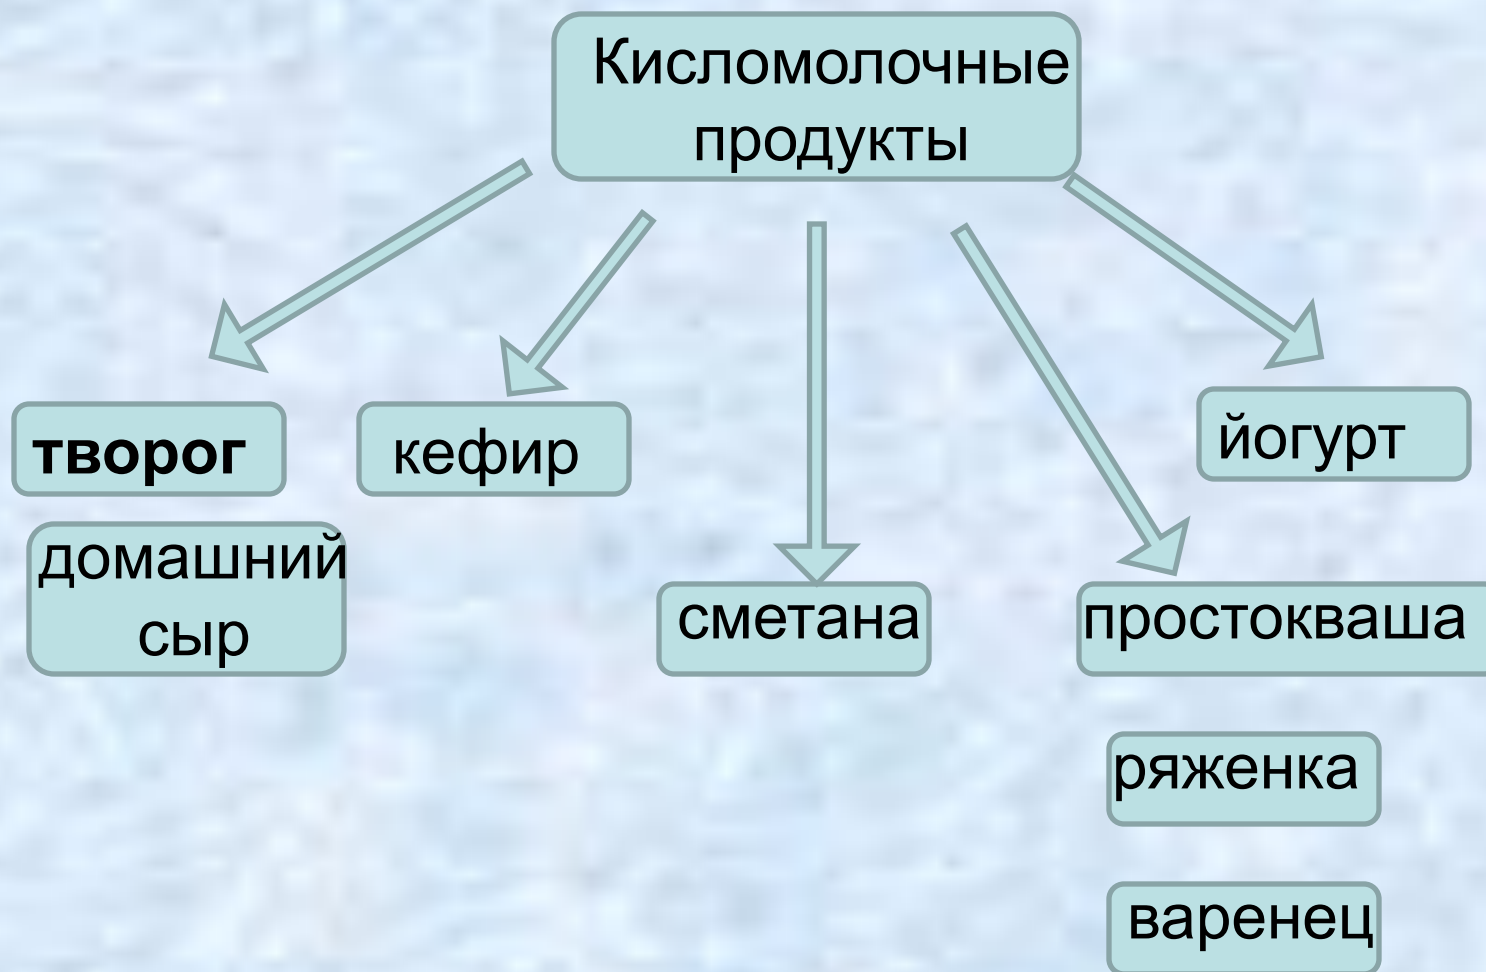 Кисломолочные
продукты
творог
кефир
йогурт
домашний
сыр
сметана
простокваша
ряженка
варенец